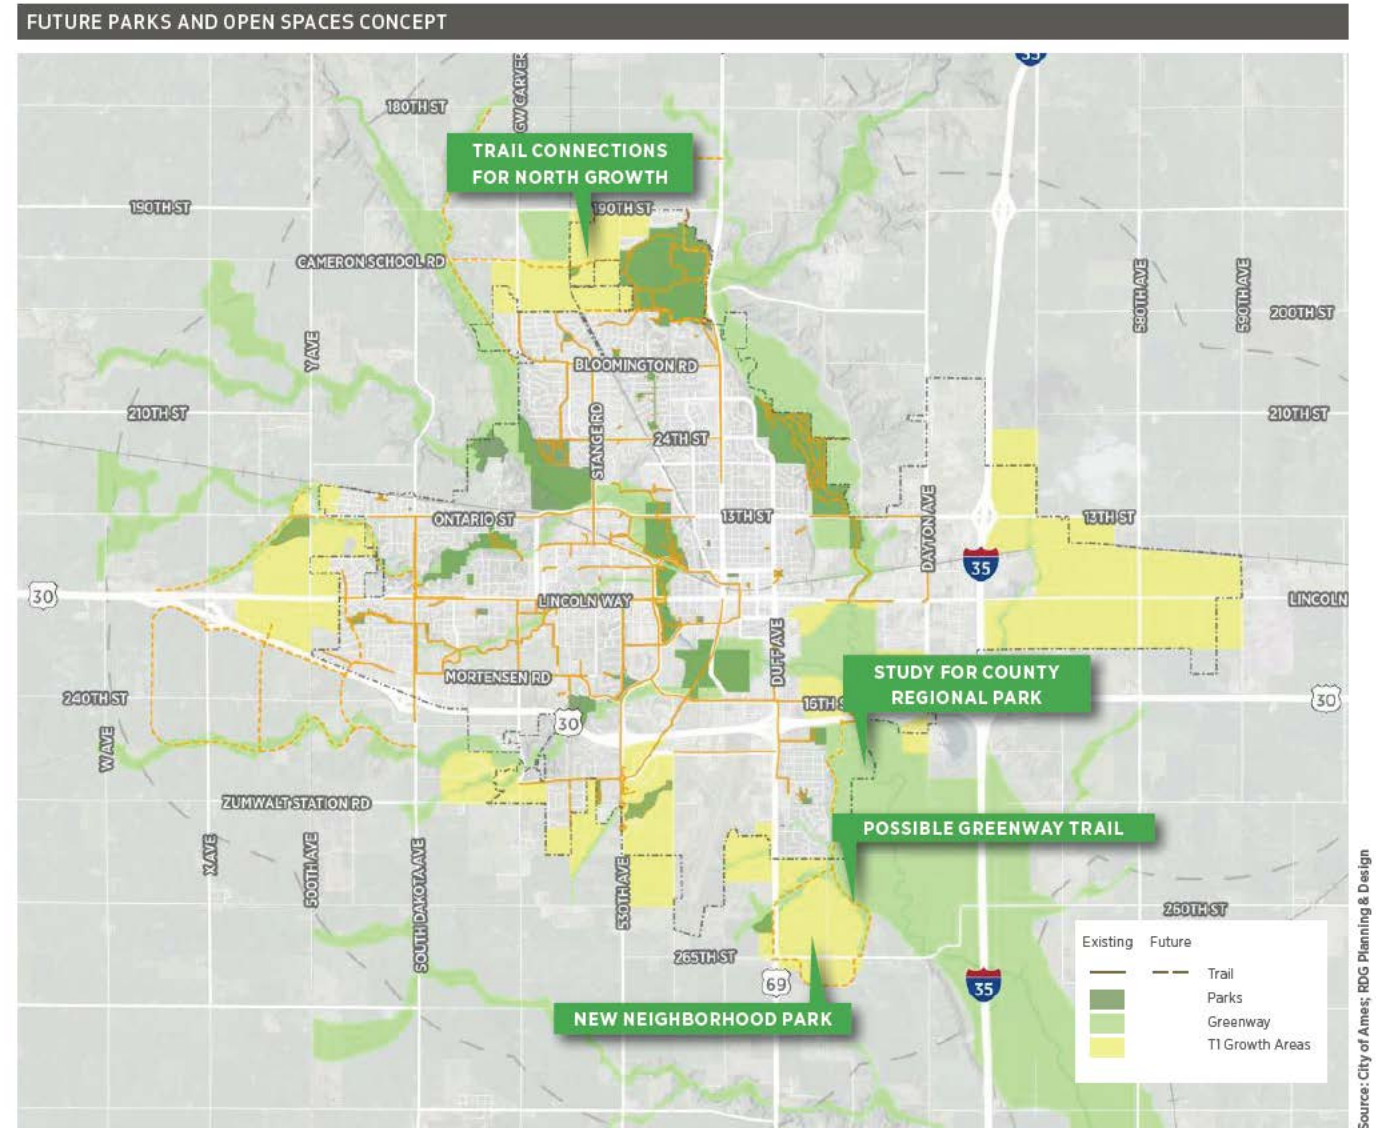 FUTURE PARKS AND OPEN SPACES CONCEPT
35
180TH ST
GW CARVER
TRAIL CONNECTIONS
FOR NORTH GROWTH
190TH ST
190TH ST
CAMERON SCHOOL RD
580TH AVE
590TH AVE
200TH ST
Y AVE
BLOOMINGTON RD
210TH ST
210TH ST
STANGE RD
24TH ST
ONTARIO ST
13TH ST
DAYTON AVE
13TH ST
35
30
LINCOLN WAY
LINCOLN
DUFF AVE
STUDY FOR COUNTY
REGIONAL PARK
MORTENSEN RD
240TH ST
16TH S
30
30
W AVE
ZUMWALT STATION RD
POSSIBLE GREENWAY TRAIL
X AVE
500TH AVE
SOUTH DAKOTA AVE
530TH AVE
260TH ST
265TH ST
69
35
NEW NEIGHBORHOOD PARK
Existing Future
Trail
Parks
Greenway
T1 Growth Areas
Source: City of Ames; RDG Planning & Design